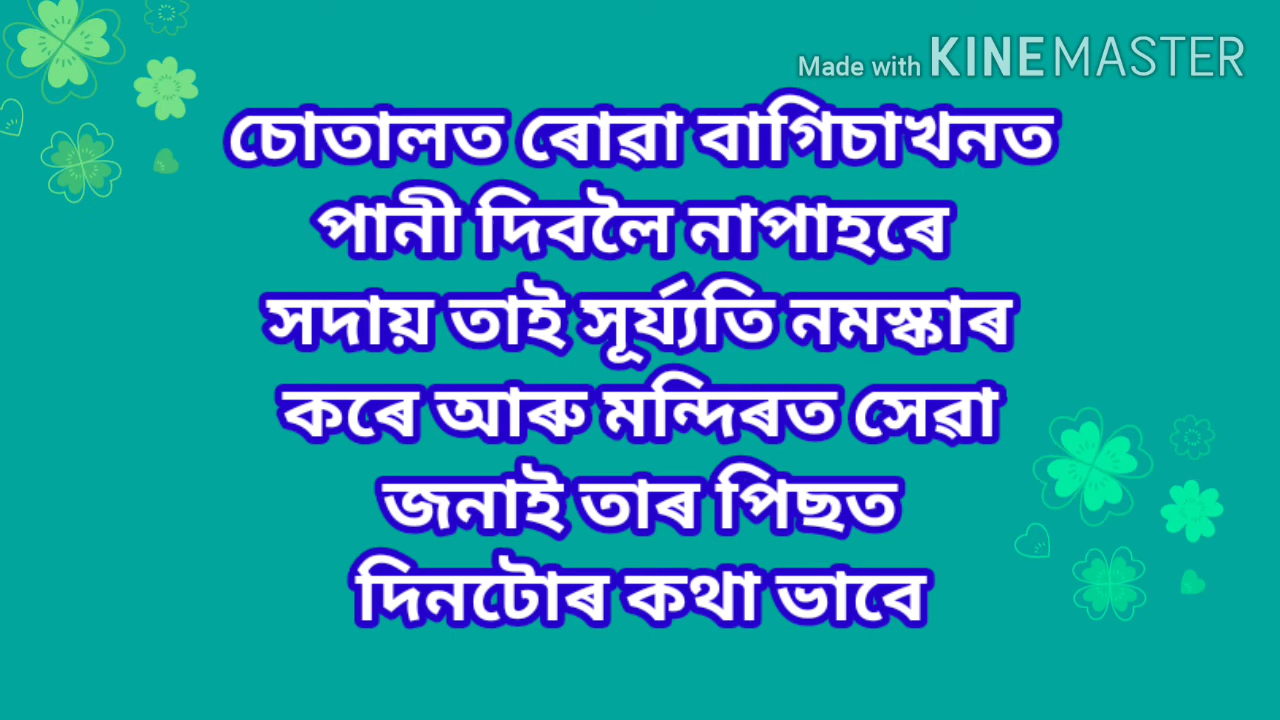 Made with KINEMASTER
চোতালত ৰোৱা বাগিচাখনত
পানী দিবলৈ নাপাহৰে
সদায় তাই সূৰ্য্যতি নমস্কাৰ
কৰে আৰু মন্দিৰত সেৱা
জনাই তাৰ পিছত
দিনটোৰ কথা ভাবে